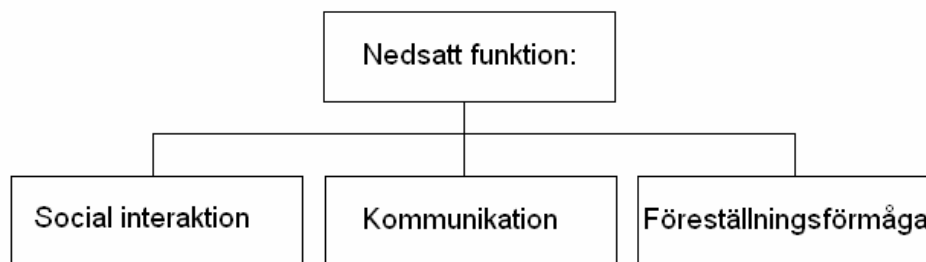 Nedsatt funktion:
Social interaktion
Kommunikation
Föreställningsförmåga